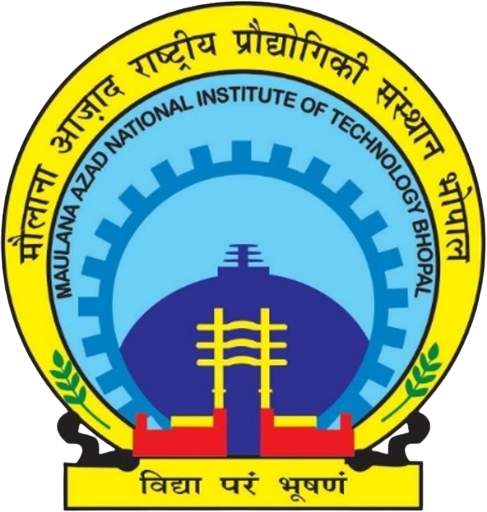 मौलाना आज़ाद राष्ट्रीय प्रौद्योगिकी संस्थान भोपाल
MAULANA AZAD NATIONAL INSTITUTE OF TECHNOLOGY BHOPAL
विद्या परं भूषणं